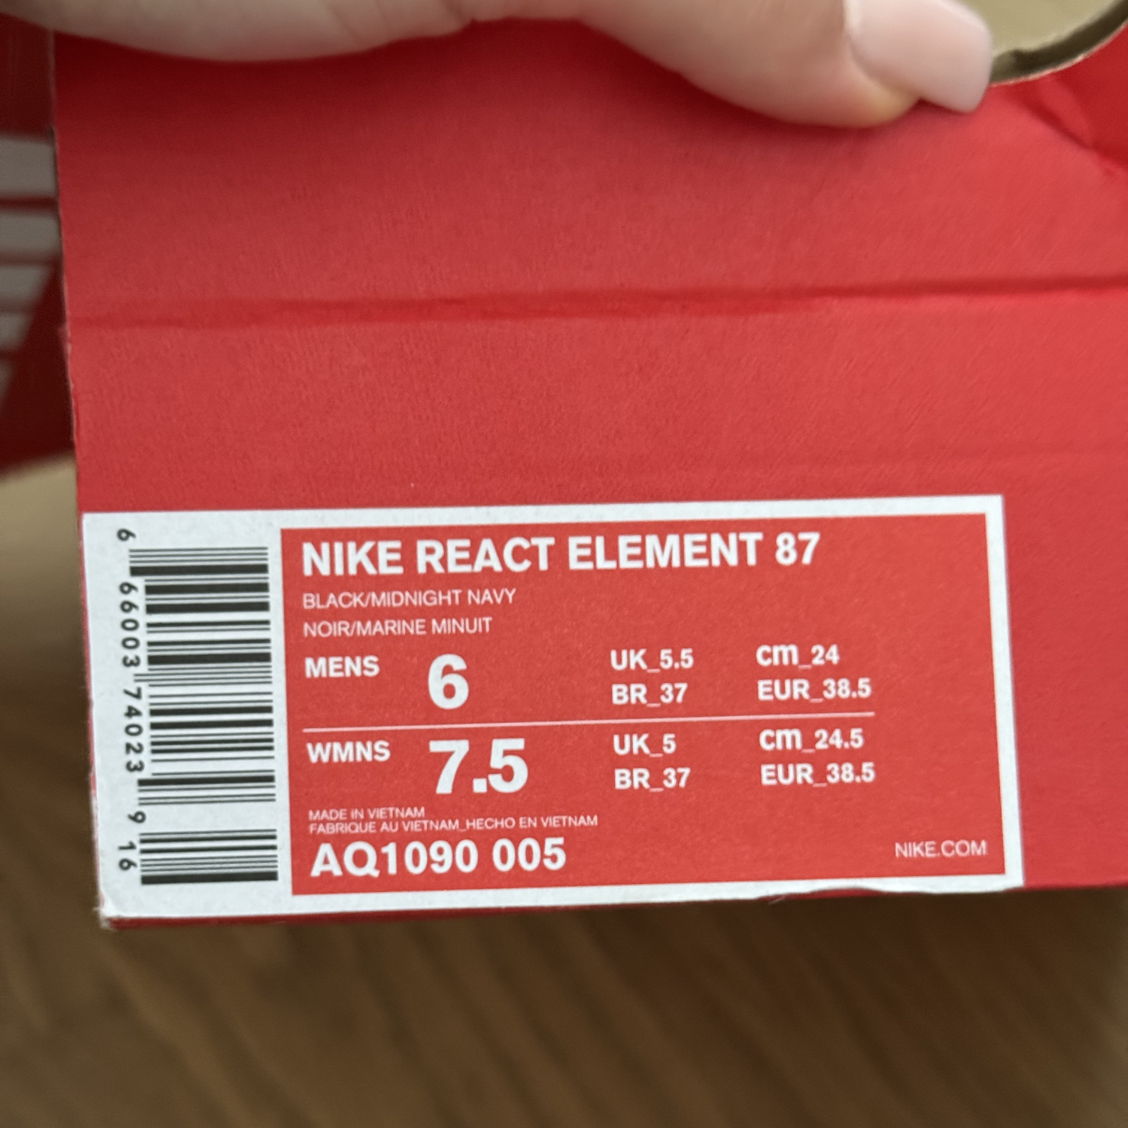 NIKE REACT ELEMENT 87
BLACK/MIDNIGHT NAVY
NOIR/MARINE MINUIT
MENS 6 UK_5.5 cm_24
BR_37 EUR_38.5
WMNS 7.5 UK_5 cm_24.5
BR_37 EUR_38.5
MADE IN VIETNAM
FABRIQUE AU VIETNAM_HECHO EN VIETNAM
AQ1090 005
NIKE.COM
6 66003 74023 9 16